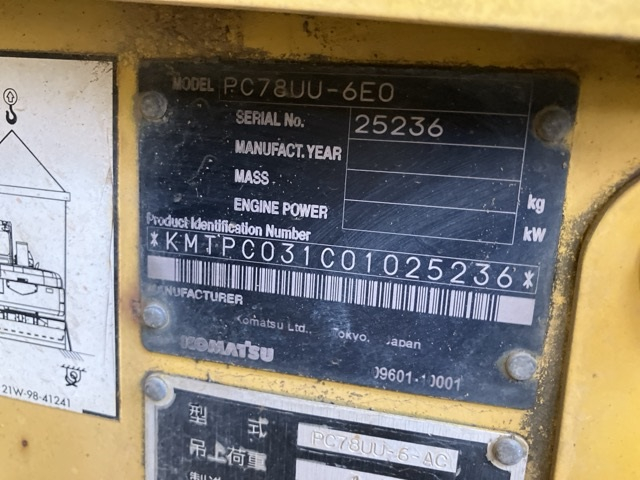 MODEL PC78UU-6E0
SERIAL No. 25236
MANUFACT. YEAR
MASS kg
ENGINE POWER kW
Product Identification Number
*KMTPC031C01025236*
MANUFACTURER
Komatsu Ltd., Tokyo, Japan
KOMATSU
09601-10001
21W-98-41241
型式 PC78UU-6-AC
吊上荷重